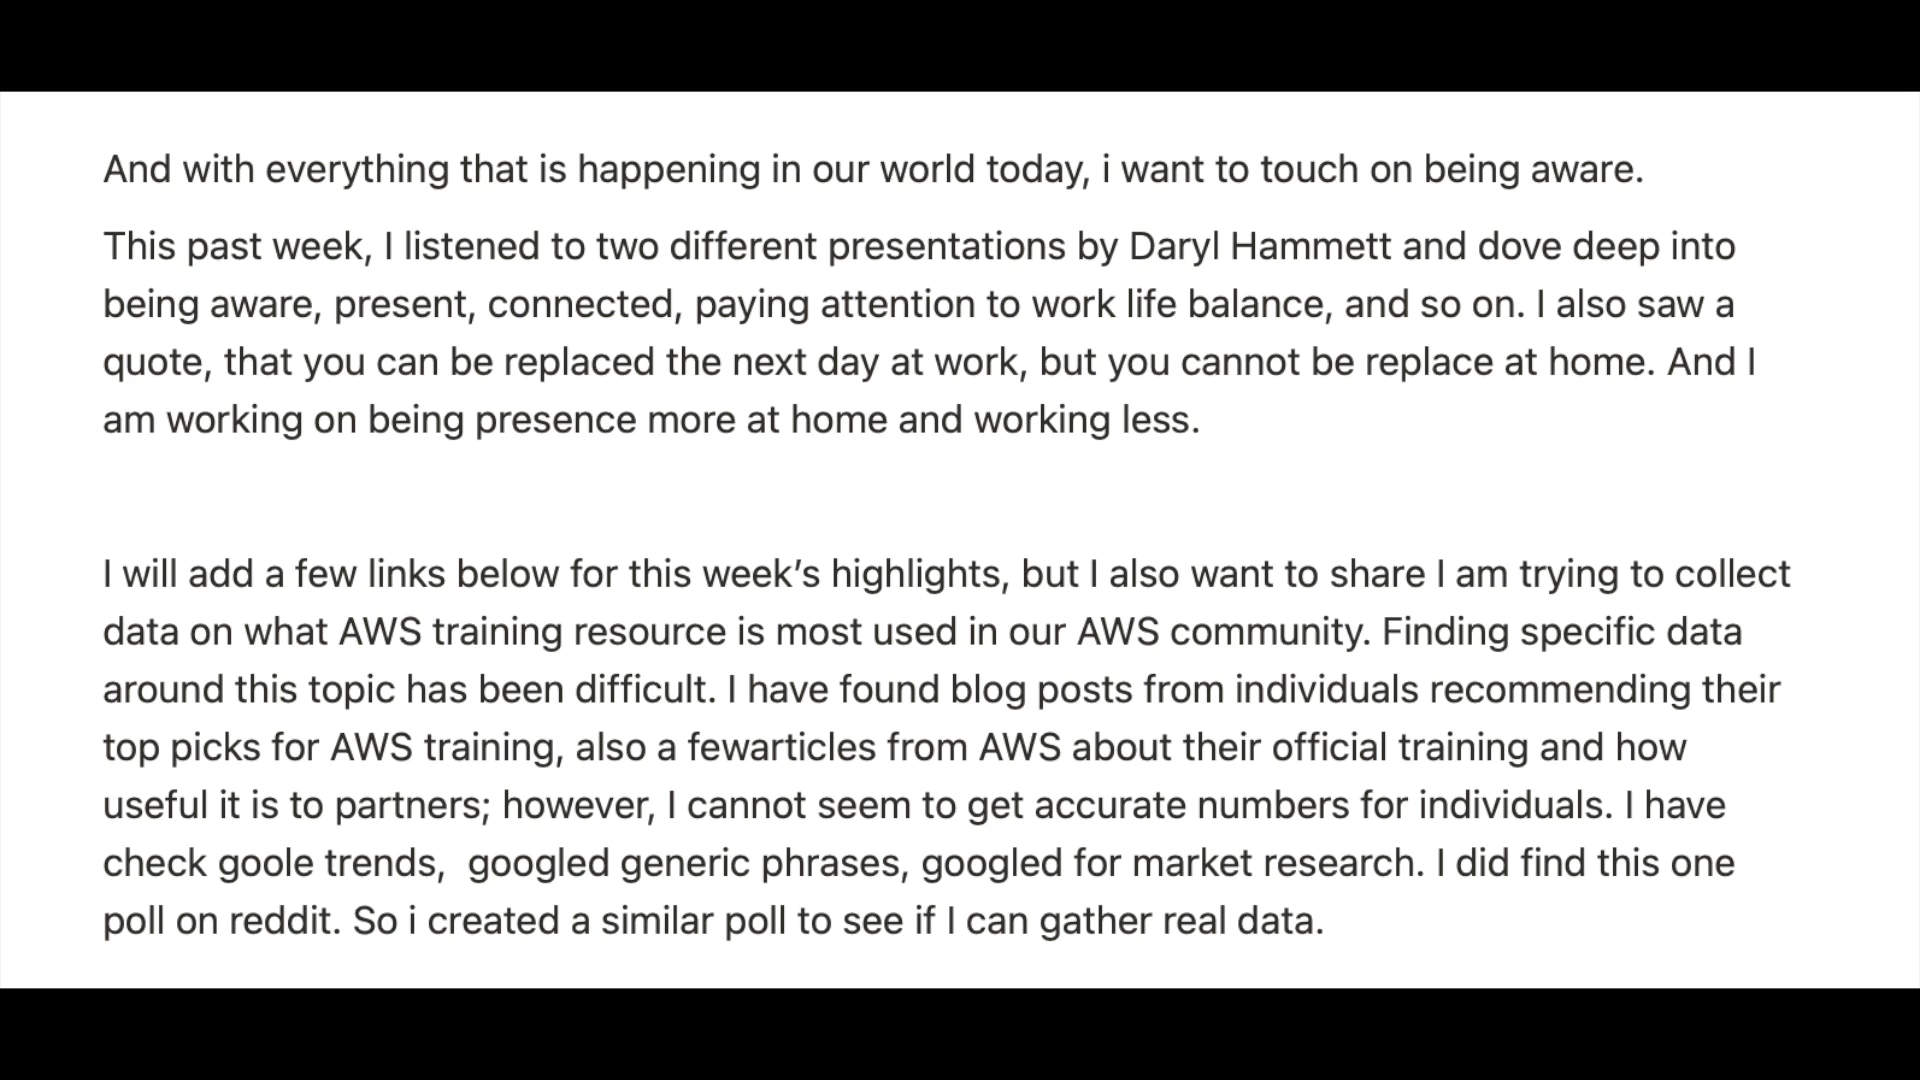 And with everything that is happening in our world today, i want to touch on being aware.
This past week, I listened to two different presentations by Daryl Hammett and dove deep into
being aware, present, connected, paying attention to work life balance, and so on. I also saw a
quote, that you can be replaced the next day at work, but you cannot be replace at home. And I
am working on being presence more at home and working less.
I will add a few links below for this week’s highlights, but I also want to share I am trying to collect
data on what AWS training resource is most used in our AWS community. Finding specific data
around this topic has been difficult. I have found blog posts from individuals recommending their
top picks for AWS training, also a fewarticles from AWS about their official training and how
useful it is to partners; however, I cannot seem to get accurate numbers for individuals. I have
check goole trends,  googled generic phrases, googled for market research. I did find this one
poll on reddit. So i created a similar poll to see if I can gather real data.